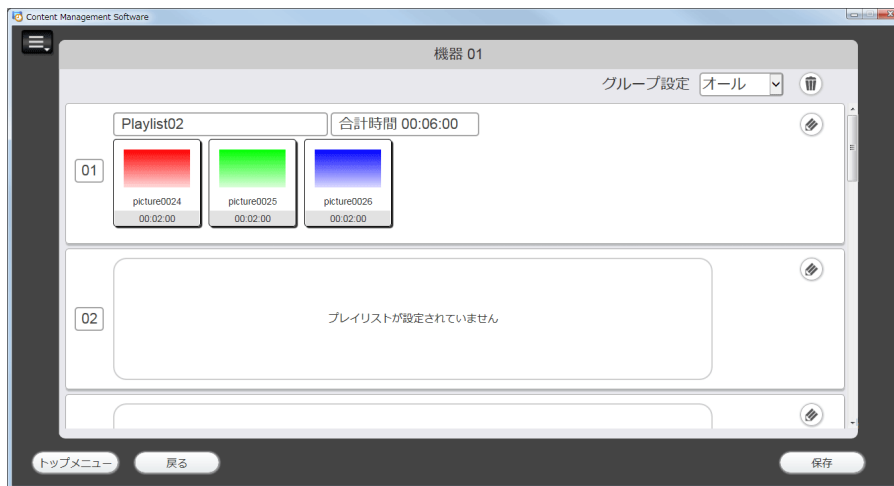 Content Management Software
機器 01
グループ設定 オール
Playlist02 合計時間 00:06:00
01
picture0024 picture0025 picture0026
00:02:00 00:02:00 00:02:00
02 プレイリストが設定されていません
トップメニュー 戻る 保存